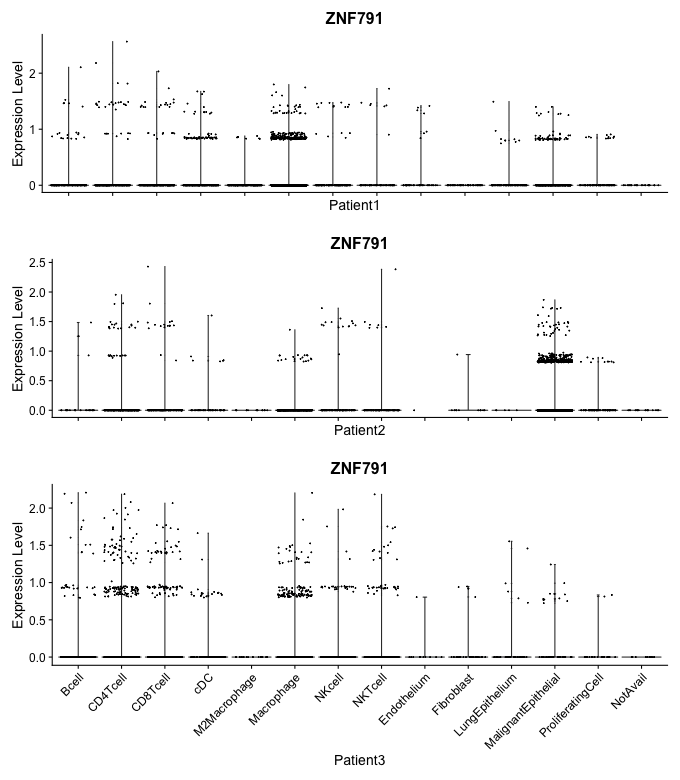 ZNF791
Expression Level
2
1
0
Patient1
ZNF791
Expression Level
2.5
2.0
1.5
1.0
0.5
0.0
Patient2
ZNF791
Expression Level
2.0
1.5
1.0
0.5
0.0
Bcell
CD4Tcell
CD8Tcell
cDC
M2Macrophage
Macrophage
NKcell
NKTcell
Endothelium
Fibroblast
LungEpithelium
MalignantEpithelial
ProliferatingCell
NotAvail
Patient3